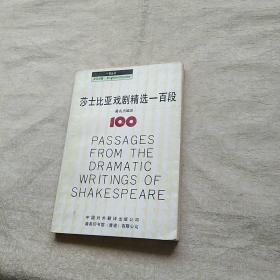 莎士比亚戏剧精选一百段
100
PASSAGES
FROM THE
DRAMATIC
WRITINGS OF
SHAKESPEARE
中国对外翻译出版公司
商务印书馆（香港）有限公司